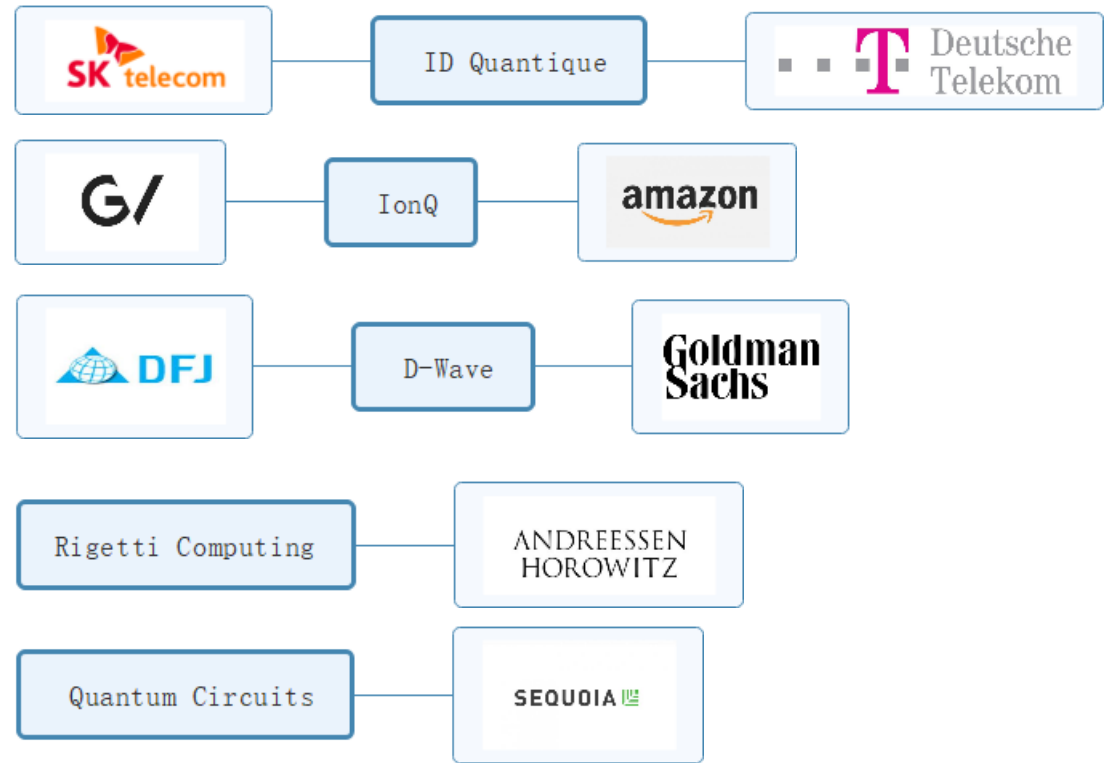 SK telecom
ID Quantique
Deutsche
Telekom
GV
IonQ
amazon
DFJ
D-Wave
Goldman
Sachs
Rigetti Computing
ANDREESSEN
HOROWITZ
Quantum Circuits
SEQUOIA